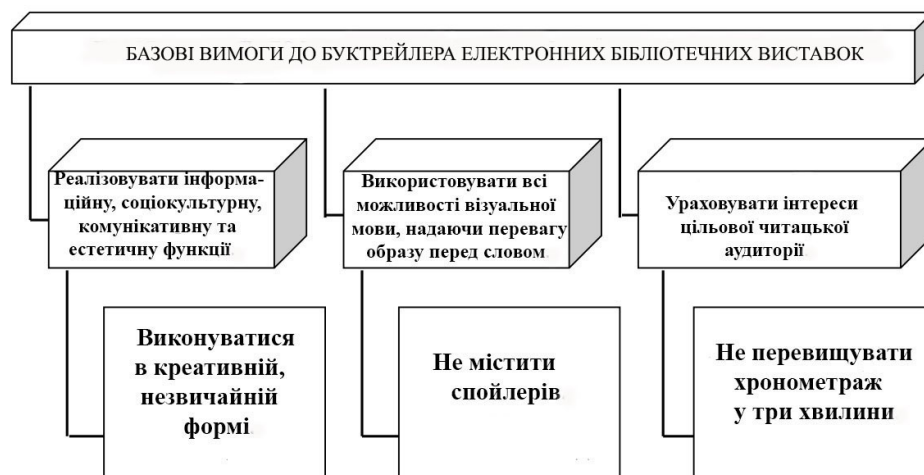 БАЗОВІ ВИМОГИ ДО БУКТРЕЙЛЕРА ЕЛЕКТРОННИХ БІБЛІОТЕЧНИХ ВИСТАВОК
Реалізовувати інформа-
ційну, соціокультурну,
комунікативну та
естетичну функції
Використовувати всі
можливості візуальної
мови, надаючи перевагу
образу перед словом
Ураховувати інтереси
цільової читацької
аудиторії
Виконуватися
в креативній,
незвичайній
формі
Не містити
спойлерів
Не перевищувати
хронометраж
у три хвилини